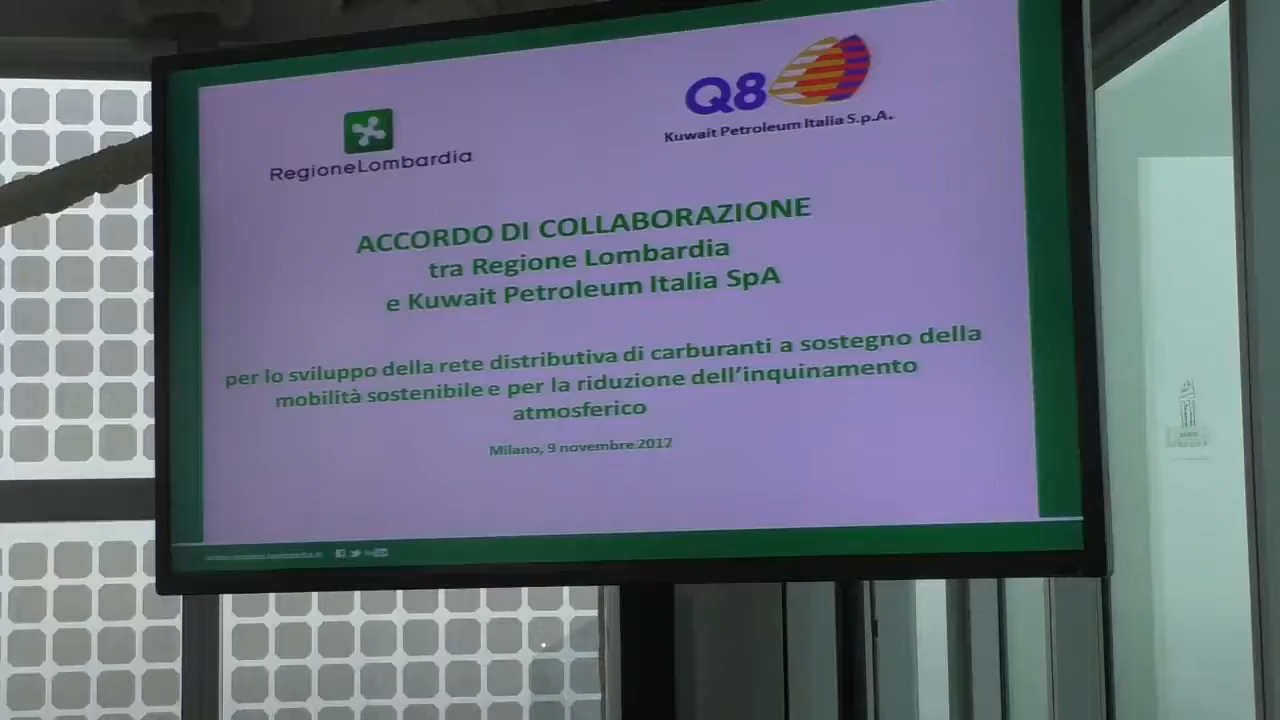 Q8
Kuwait Petroleum Italia S.p.A.
RegioneLombardia
ACCORDO DI COLLABORAZIONE
tra Regione Lombardia
e Kuwait Petroleum Italia SpA
per lo sviluppo della rete distributiva di carburanti a sostegno della
mobilità sostenibile e per la riduzione dell’inquinamento
atmosferico
Milano, 9 novembre 2017